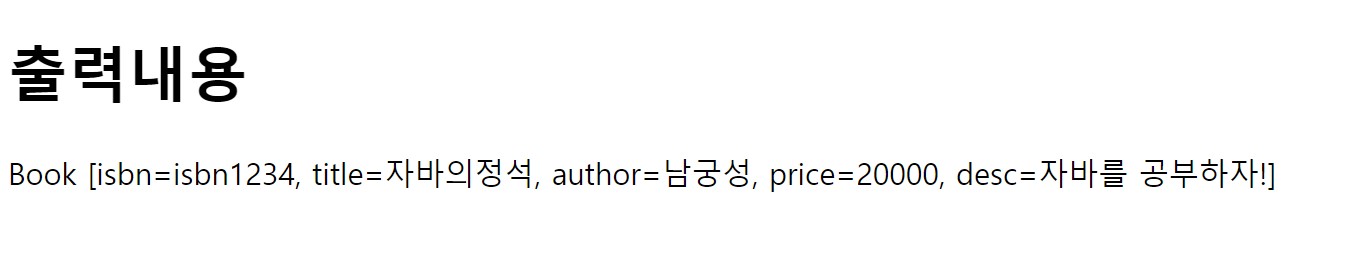 출력내용
Book [isbn=isbn1234, title=자바의정석, author=남궁성, price=20000, desc=자바를 공부하자!]